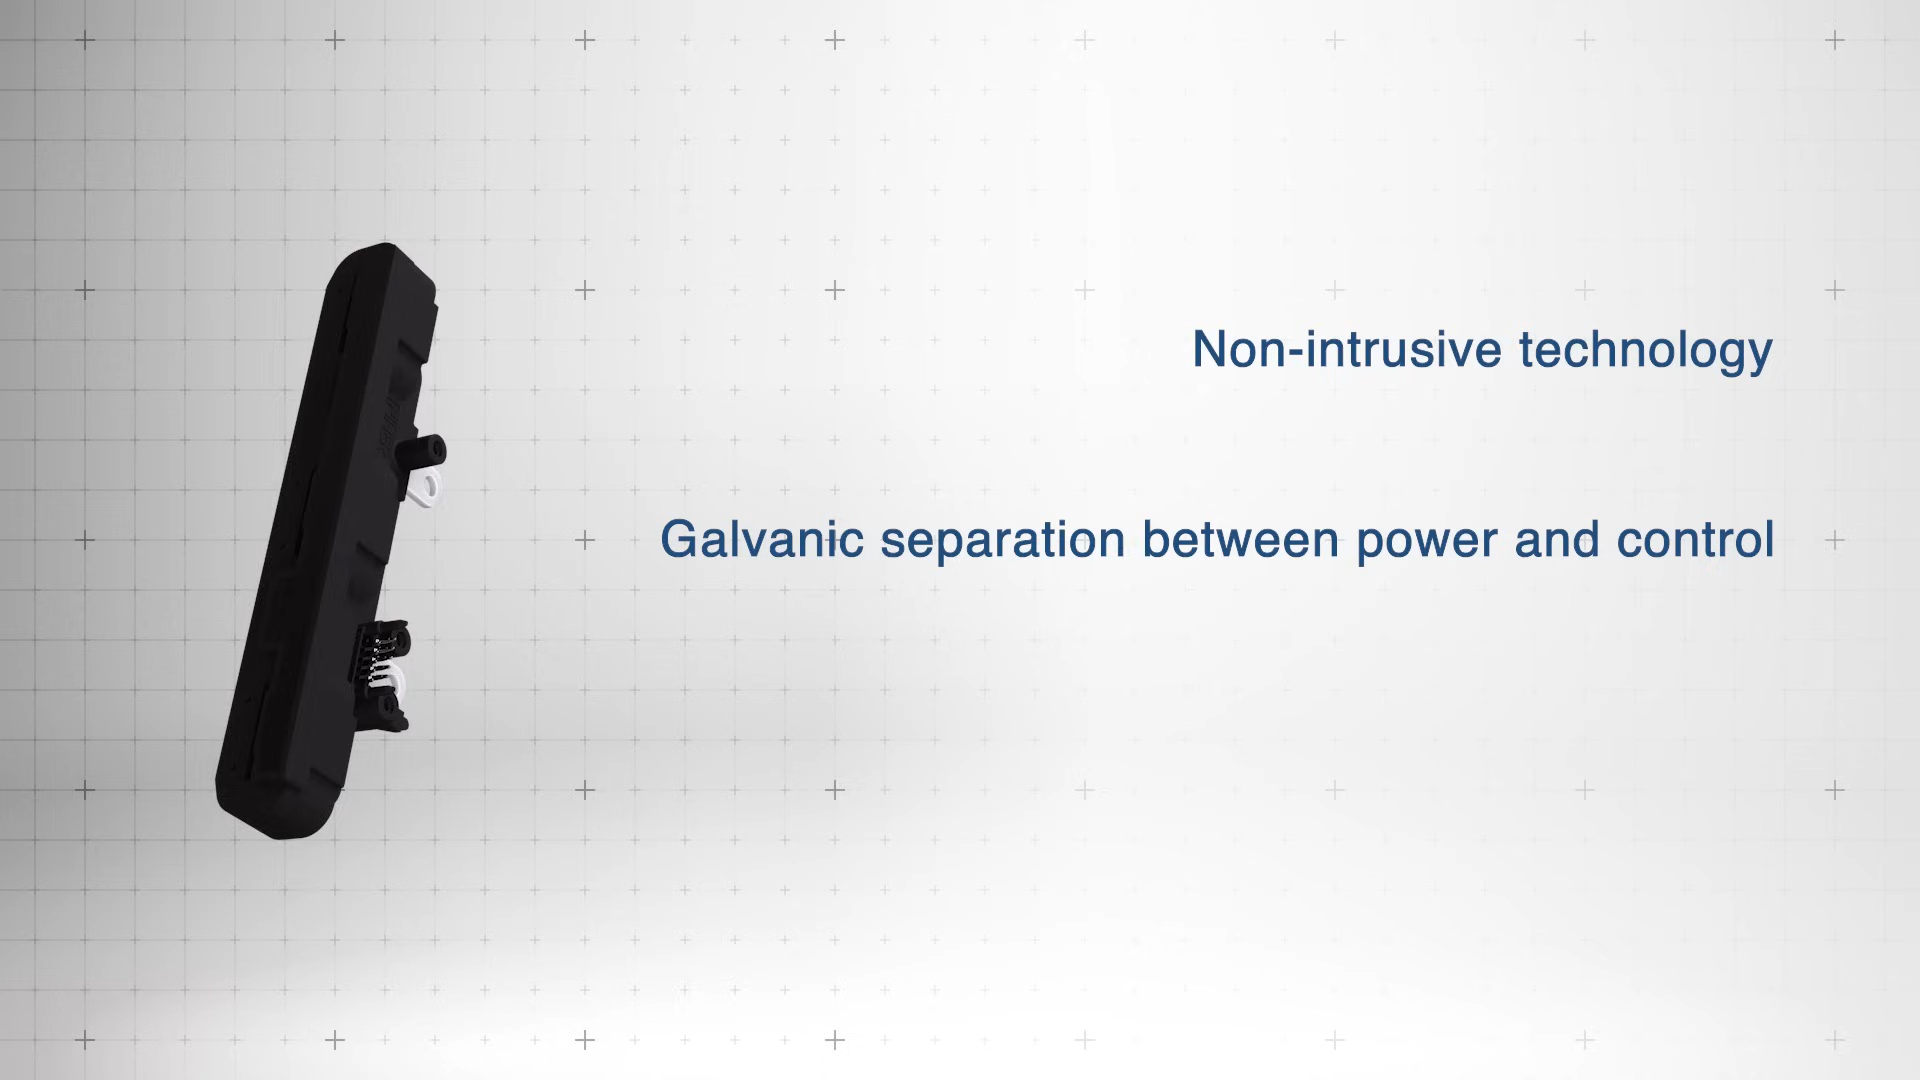 Non-intrusive technology
Galvanic separation between power and control